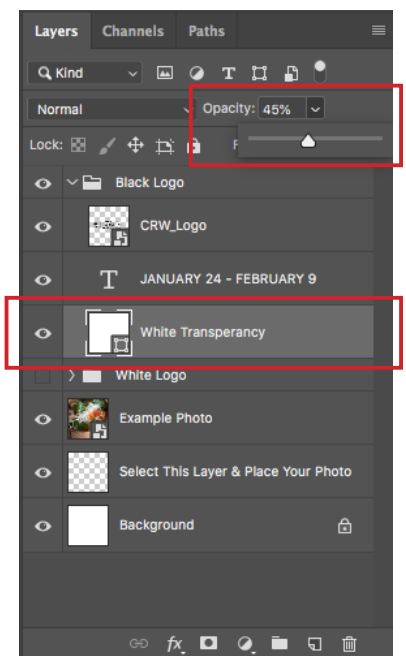 Layers Channels Paths
Kind T
Normal Opacity: 45%
Lock: F
Black Logo
CRW_Logo
T JANUARY 24 - FEBRUARY 9
White Transperancy
White Logo
Example Photo
Select This Layer & Place Your Photo
Background
fx